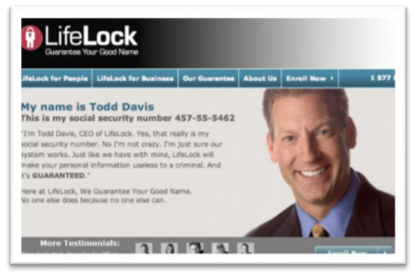 LifeLock
Guarantee Your Good Name
LifeLock for People LifeLock for Business Our Guarantee About Us Enroll Now 1 877
My name is Todd Davis
This is my social security number 457-55-5462
"I'm Todd Davis, CEO of LifeLock. Yes, that really is my
social security number. No I'm not crazy. I'm just sure our
system works. Just like we have with mine, LifeLock will
make your personal information useless to a criminal. And
it's GUARANTEED."
Here at LifeLock, We Guarantee Your Good Name.
No one else does because no one else can.
More Testimonials:
Enroll Now